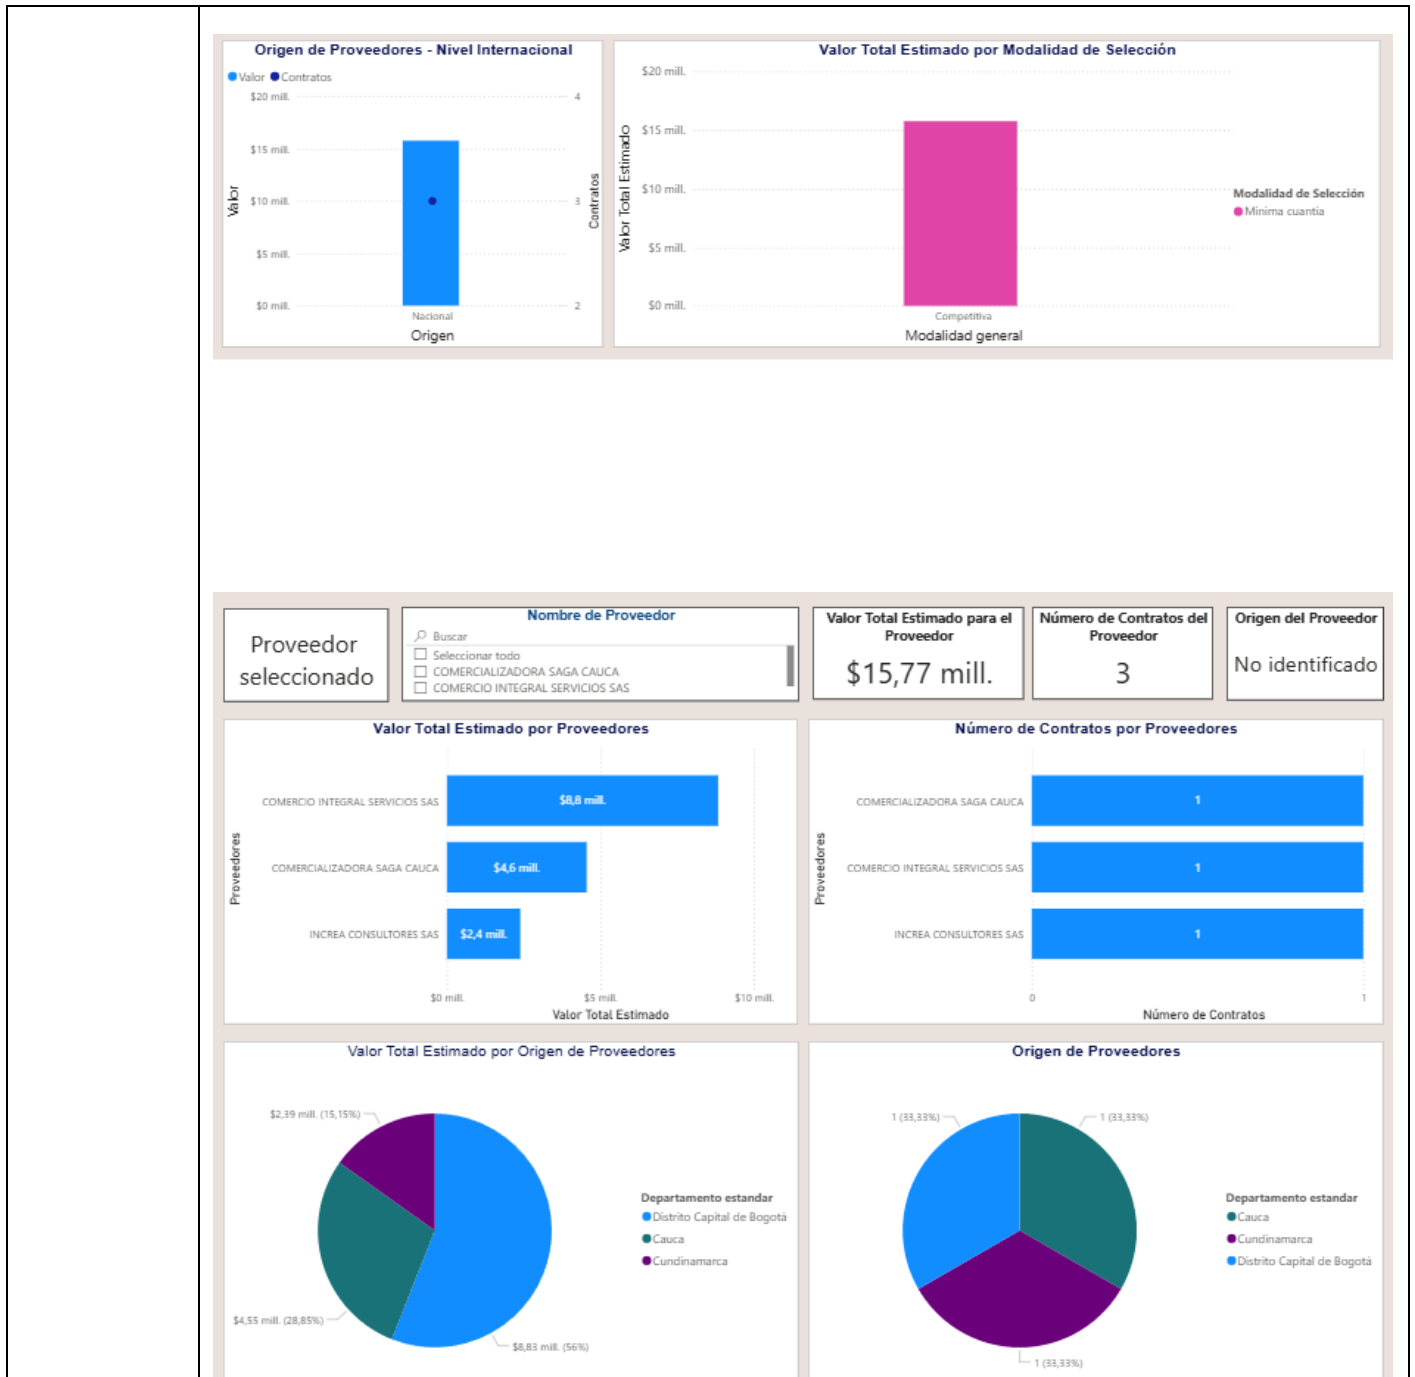 Origen de Proveedores - Nivel Internacional
Valor Contratos
$20 mill.
$15 mill.
$10 mill.
$5 mill.
$0 mill.
4
3
2
Valor
Contratos
Nacional
Origen
Valor Total Estimado por Modalidad de Selección
$20 mill.
$15 mill.
$10 mill.
$5 mill.
$0 mill.
Valor Total Estimado
Competitiva
Modalidad general
Modalidad de Selección
Minima cuantía
Proveedor
seleccionado
Nombre de Proveedor
Buscar
Seleccionar todo
COMERCIALIZADORA SAGA CAUCA
COMERCIO INTEGRAL SERVICIOS SAS
Valor Total Estimado para el
Proveedor
$15,77 mill.
Número de Contratos del
Proveedor
3
Origen del Proveedor
No identificado
Valor Total Estimado por Proveedores
Proveedores
COMERCIO INTEGRAL SERVICIOS SAS
$8,8 mill.
COMERCIALIZADORA SAGA CAUCA
$4,6 mill.
INCREA CONSULTORES SAS
$2,4 mill.
$0 mill.
$5 mill.
$10 mill.
Valor Total Estimado
Número de Contratos por Proveedores
Proveedores
COMERCIALIZADORA SAGA CAUCA
1
COMERCIO INTEGRAL SERVICIOS SAS
1
INCREA CONSULTORES SAS
1
0
1
Número de Contratos
Valor Total Estimado por Origen de Proveedores
$2,39 mill. (15,15%)
$4,55 mill. (28,85%)
$8,83 mill. (56%)
Departamento estandar
Distrito Capital de Bogotá
Cauca
Cundinamarca
Origen de Proveedores
1 (33,33%)
1 (33,33%)
1 (33,33%)
Departamento estandar
Cauca
Cundinamarca
Distrito Capital de Bogotá